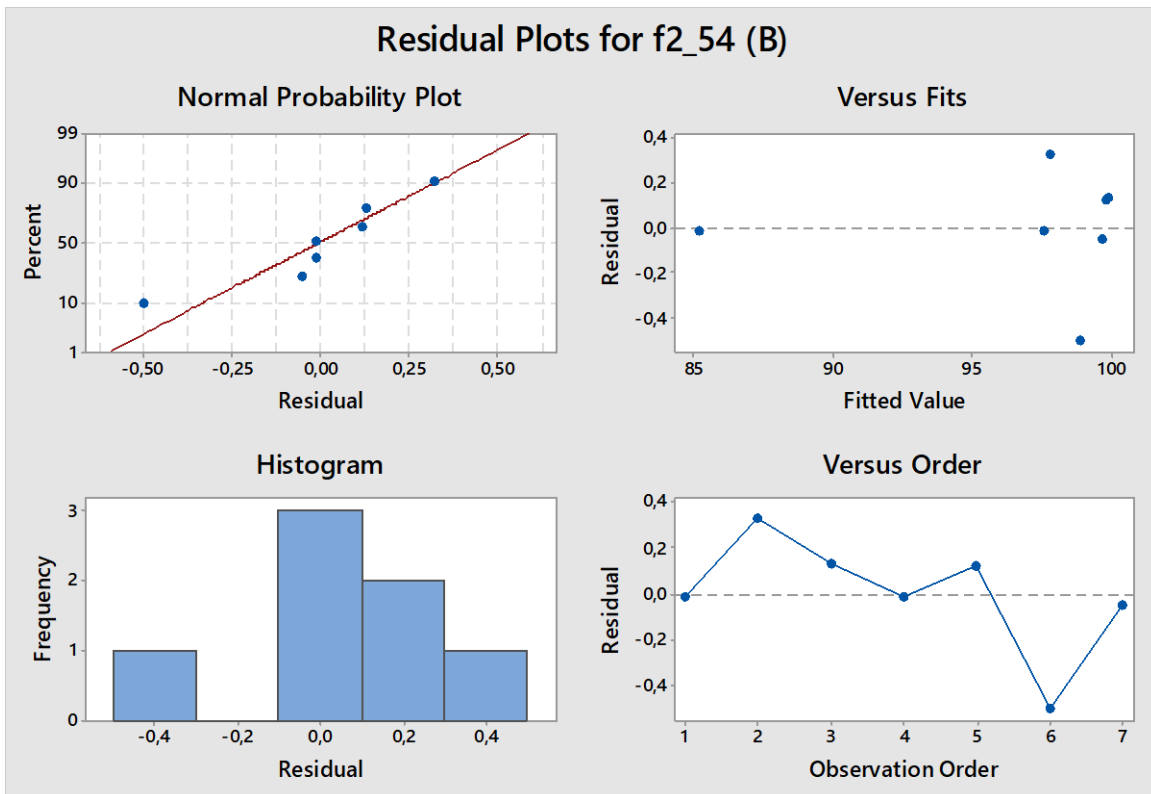 Residual Plots for f2_54 (B)
Normal Probability Plot
99
90
50
10
1
Percent
-0,50 -0,25 0,00 0,25 0,50
Residual
Versus Fits
0,4
0,2
0,0
-0,2
-0,4
Residual
85 90 95 100
Fitted Value
Histogram
3
2
1
0
Frequency
-0,4 -0,2 0,0 0,2 0,4
Residual
Versus Order
0,4
0,2
0,0
-0,2
-0,4
Residual
1 2 3 4 5 6 7
Observation Order